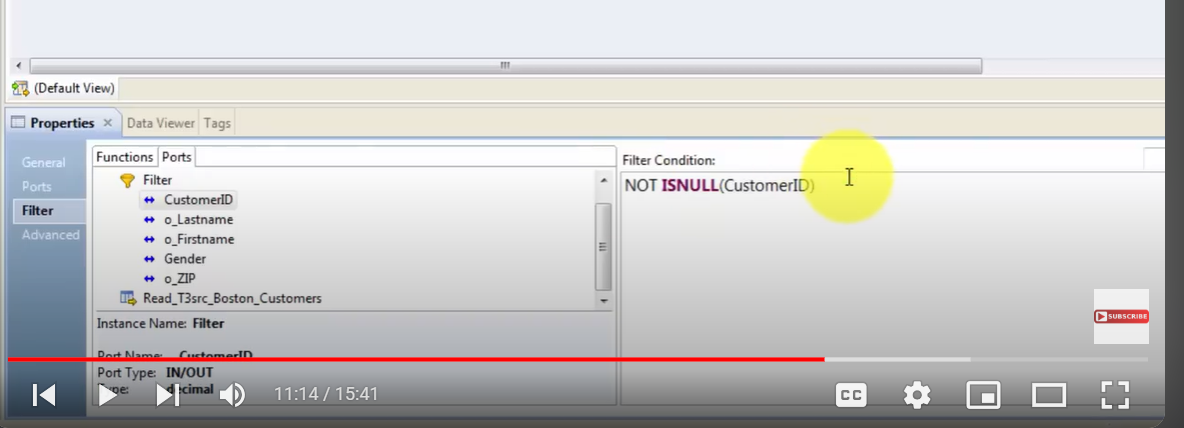 (Default View)
Properties
Data Viewer
Tags
General
Ports
Filter
Advanced
Functions
Ports
Filter
CustomerID
o_Lastname
o_Firstname
Gender
o_ZIP
Read_T3src_Boston_Customers
Instance Name: Filter
Port Name: CustomerID
Port Type: IN/OUT
Type: decimal
Filter Condition:
NOT ISNULL(CustomerID)
SUBSCRIBE
11:14 / 15:41
CC